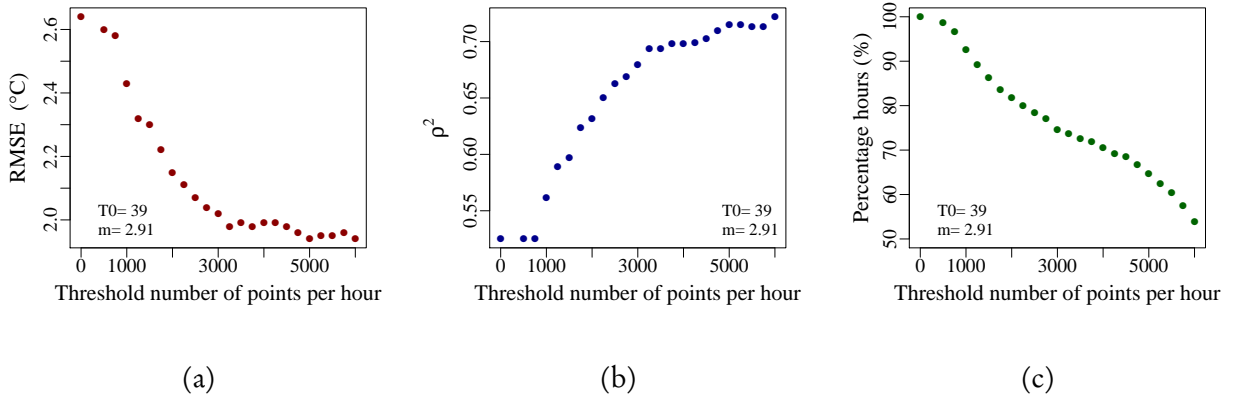 RMSE (°C)
2.6
2.4
2.2
2.0
T0= 39
m= 2.91
0 1000 3000 5000
Threshold number of points per hour
(a)
ρ²
0.70
0.65
0.60
0.55
T0= 39
m= 2.91
0 1000 3000 5000
Threshold number of points per hour
(b)
Percentage hours (%)
100
90
80
70
60
50
T0= 39
m= 2.91
0 1000 3000 5000
Threshold number of points per hour
(c)